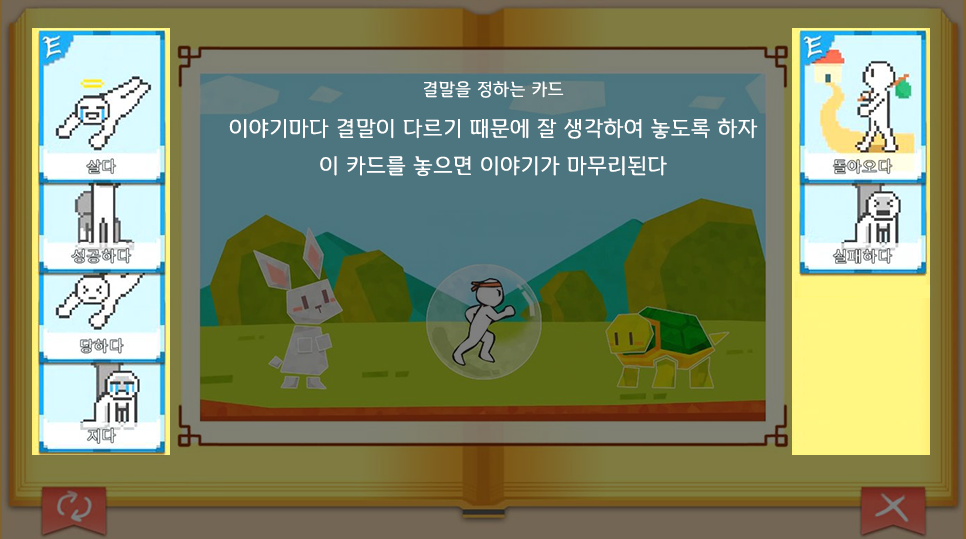 E
살다
성공하다
당하다
지다
결말을 정하는 카드
이야기마다 결말이 다르기 때문에 잘 생각하여 놓도록 하자
이 카드를 놓으면 이야기가 마무리된다
E
돌아오다
실패하다